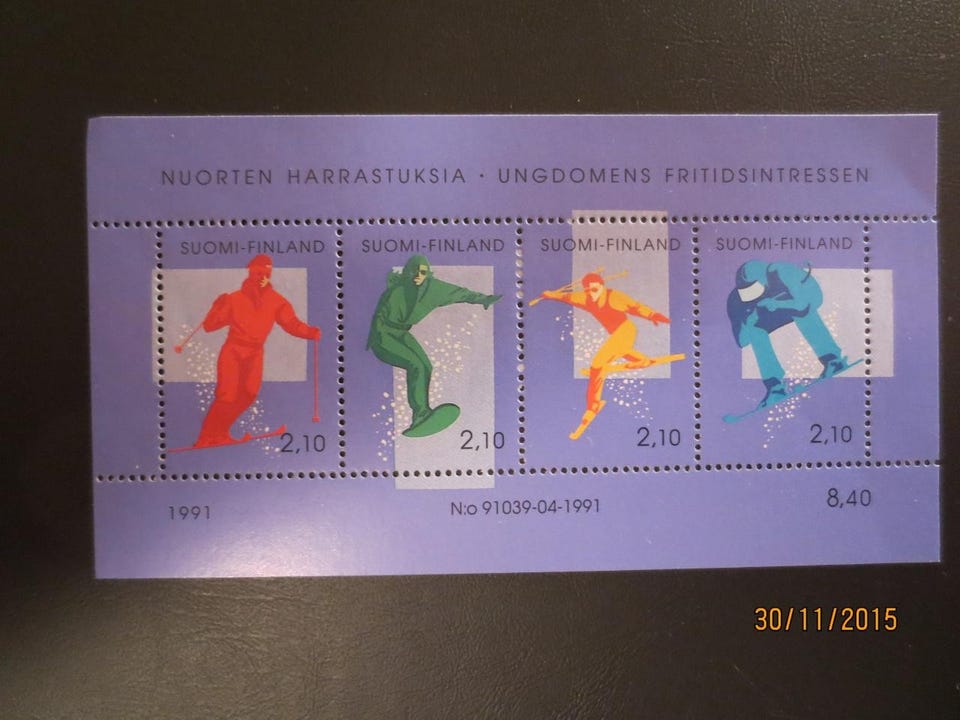 NUORTEN HARRASTUKSIA · UNGDOMENS FRITIDSINTRESSEN
SUOMI-FINLAND SUOMI-FINLAND SUOMI-FINLAND SUOMI-FINLAND
2,10 2,10 2,10 2,10
1991 N:o 91039-04-1991 8,40
30/11/2015